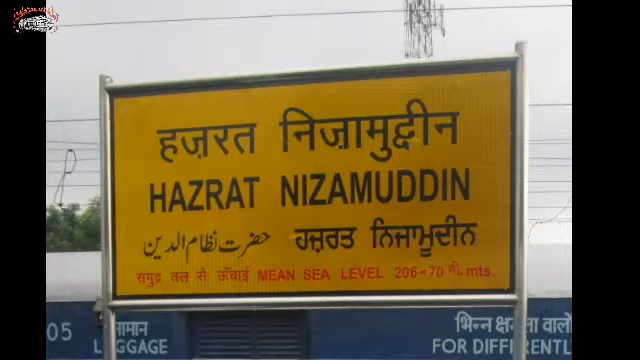 हज़रत निज़ामुद्दीन
HAZRAT NIZAMUDDIN
حضرت نظام الدین ਹਜ਼ਰਤ ਨਿਜਾਮੂਦੀਨ
समुद्र तल से ऊँचाई MEAN SEA LEVEL 206-70 मी. mts.
05 सामान भिन्न क्षमता वालों
LUGGAGE FOR DIFFERENTLY